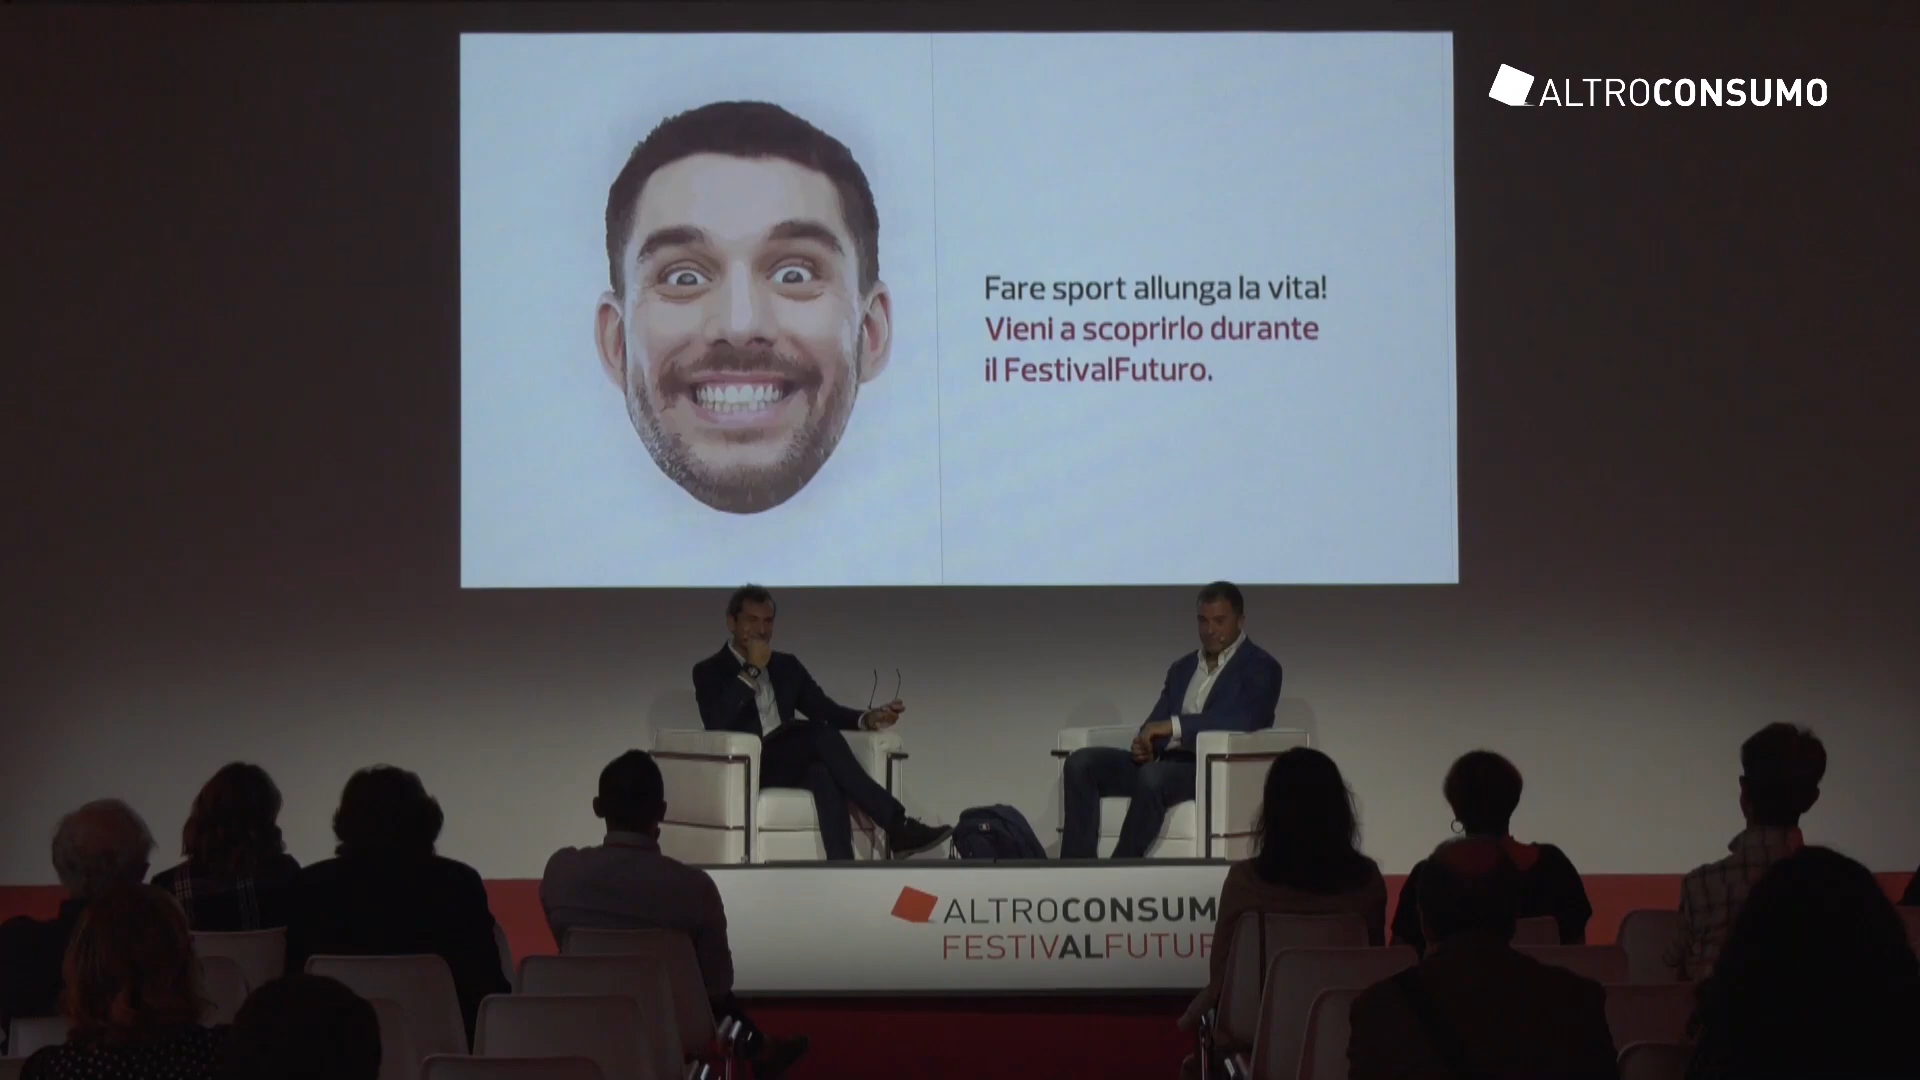 ALTROCONSUMO
Fare sport allunga la vita!
Vieni a scoprirlo durante
il FestivalFuturo.
ALTROCONSUM
FESTIVALFUTUR